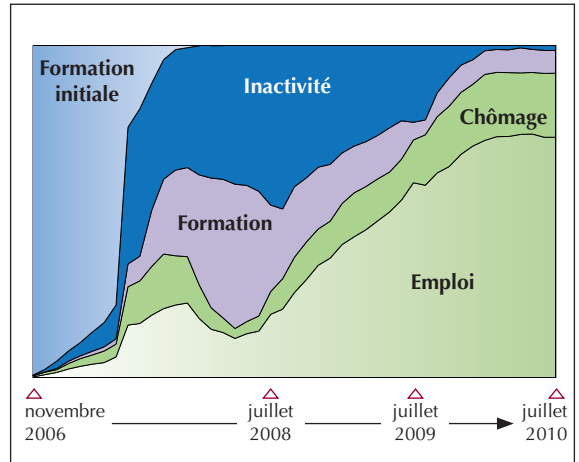 Formation
initiale
Inactivité
Chômage
Formation
Emploi
novembre
2006
juillet
2008
juillet
2009
juillet
2010